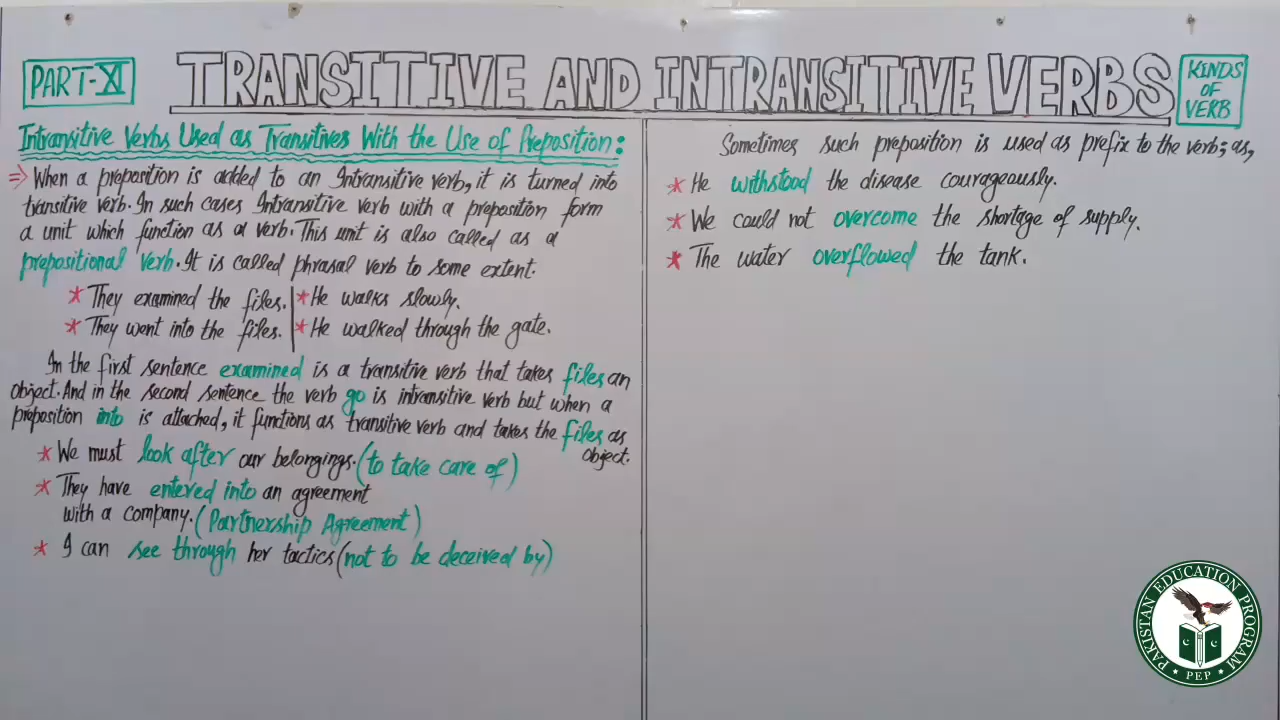 PART-XI
TRANSITIVE AND INTRANSITIVE VERBS
KINDS
OF
VERB
Intransitive Verbs Used as Transitives With the Use of Preposition:
⇒ When a preposition is added to an Intransitive verb, it is turned into
transitive verb. In such cases Intransitive verb with a preposition form
a unit which function as a verb. This unit is also called as a
prepositional verb. It is called phrasal verb to some extent.
* They examined the files.
* They went into the files.
* He walks slowly.
* He walked through the gate.
In the first sentence examined is a transitive verb that takes files an
object. And in the second sentence the verb go is intransitive verb but when a
preposition into is attached, it functions as transitive verb and takes the files as
object.
* We must look after our belongings. (to take care of)
* They have entered into an agreement
with a company. (Partnership Agreement)
* I can see through her tactics (not to be deceived by)
Sometimes such preposition is used as prefix to the verb; as,
* He withstood the disease courageously.
* We could not overcome the shortage of supply.
* The water overflowed the tank.
PAKISTAN EDUCATION PROGRAM
PEP